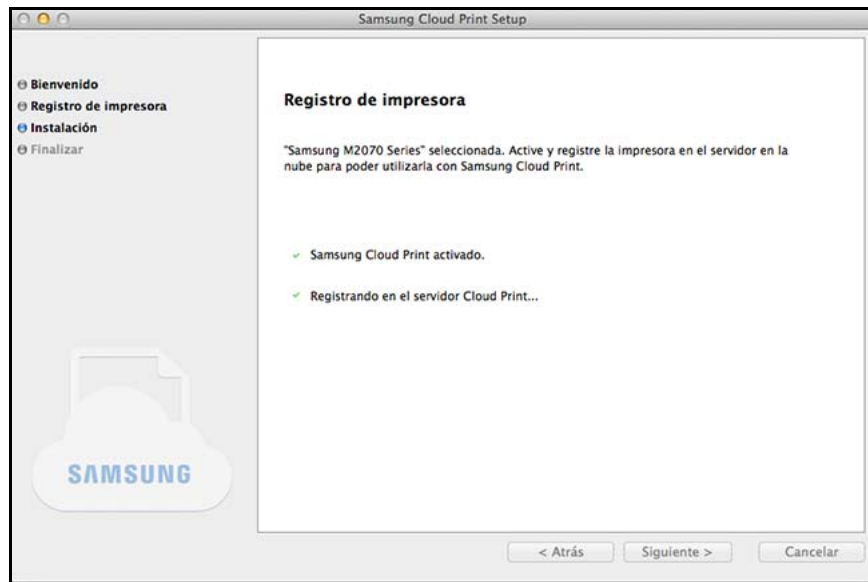 Samsung Cloud Print Setup
Bienvenido
Registro de impresora
Instalación
Finalizar
Registro de impresora
"Samsung M2070 Series" seleccionada. Active y registre la impresora en el servidor en la
nube para poder utilizarla con Samsung Cloud Print.
Samsung Cloud Print activado.
Registrando en el servidor Cloud Print...
SAMSUNG
< Atrás
Siguiente >
Cancelar